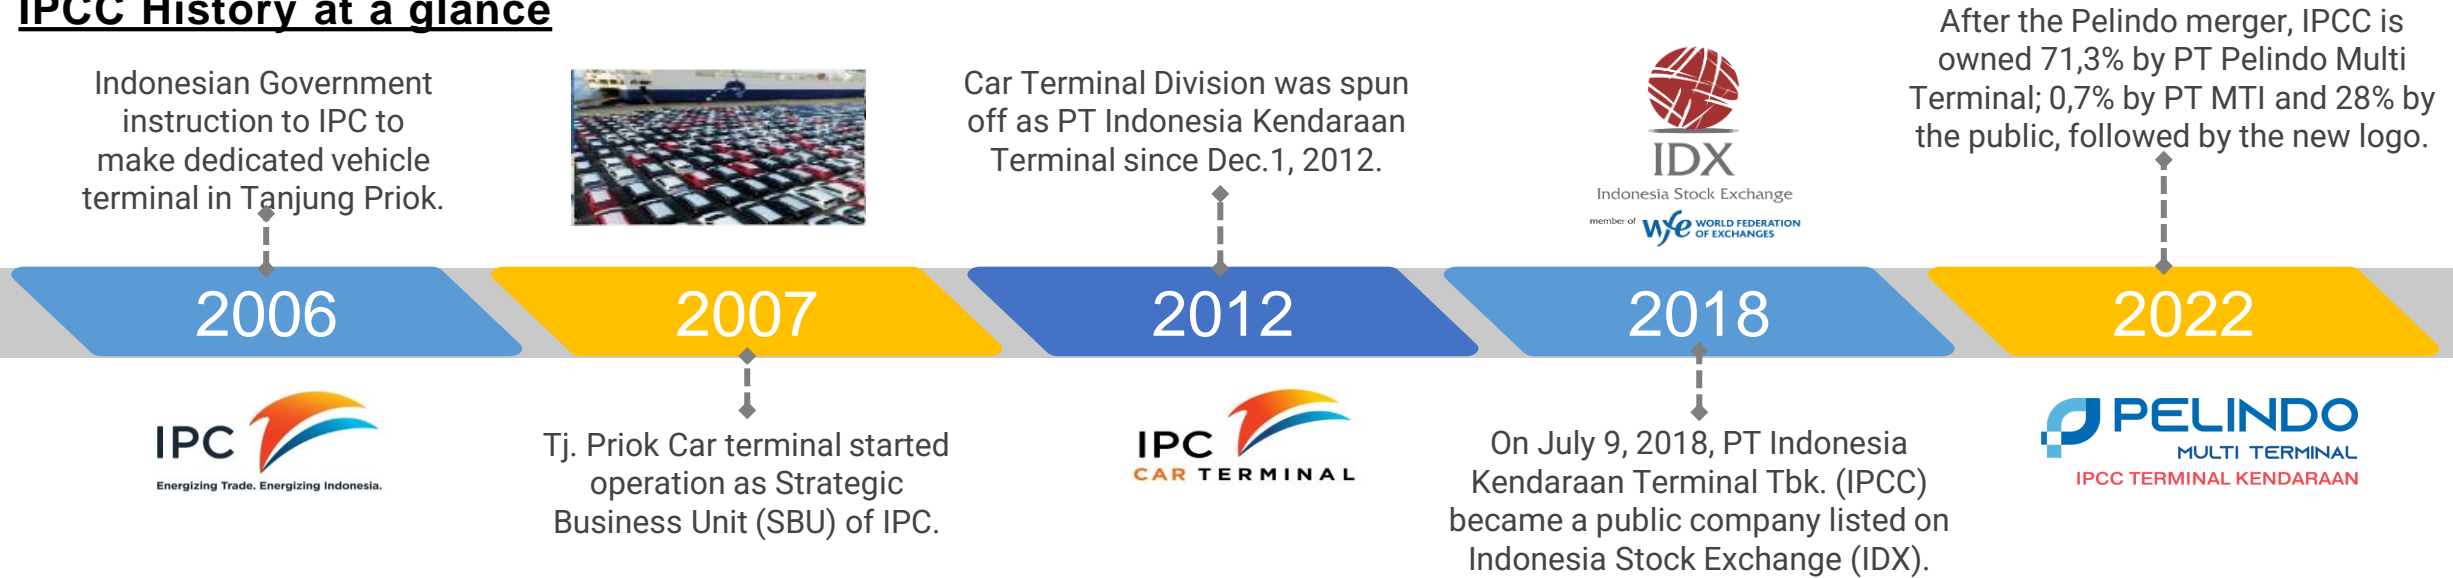 IPCC History at a glance
Indonesian Government
instruction to IPC to
make dedicated vehicle
terminal in Tanjung Priok.
2006
IPC
Energizing Trade. Energizing Indonesia.
2007
Tj. Priok Car terminal started
operation as Strategic
Business Unit (SBU) of IPC.
Car Terminal Division was spun
off as PT Indonesia Kendaraan
Terminal since Dec.1, 2012.
2012
IPC
CAR TERMINAL
IDX
Indonesia Stock Exchange
member of wfe WORLD FEDERATION
OF EXCHANGES
2018
On July 9, 2018, PT Indonesia
Kendaraan Terminal Tbk. (IPCC)
became a public company listed on
Indonesia Stock Exchange (IDX).
After the Pelindo merger, IPCC is
owned 71,3% by PT Pelindo Multi
Terminal; 0,7% by PT MTI and 28% by
the public, followed by the new logo.
2022
PELINDO
MULTI TERMINAL
IPCC TERMINAL KENDARAAN